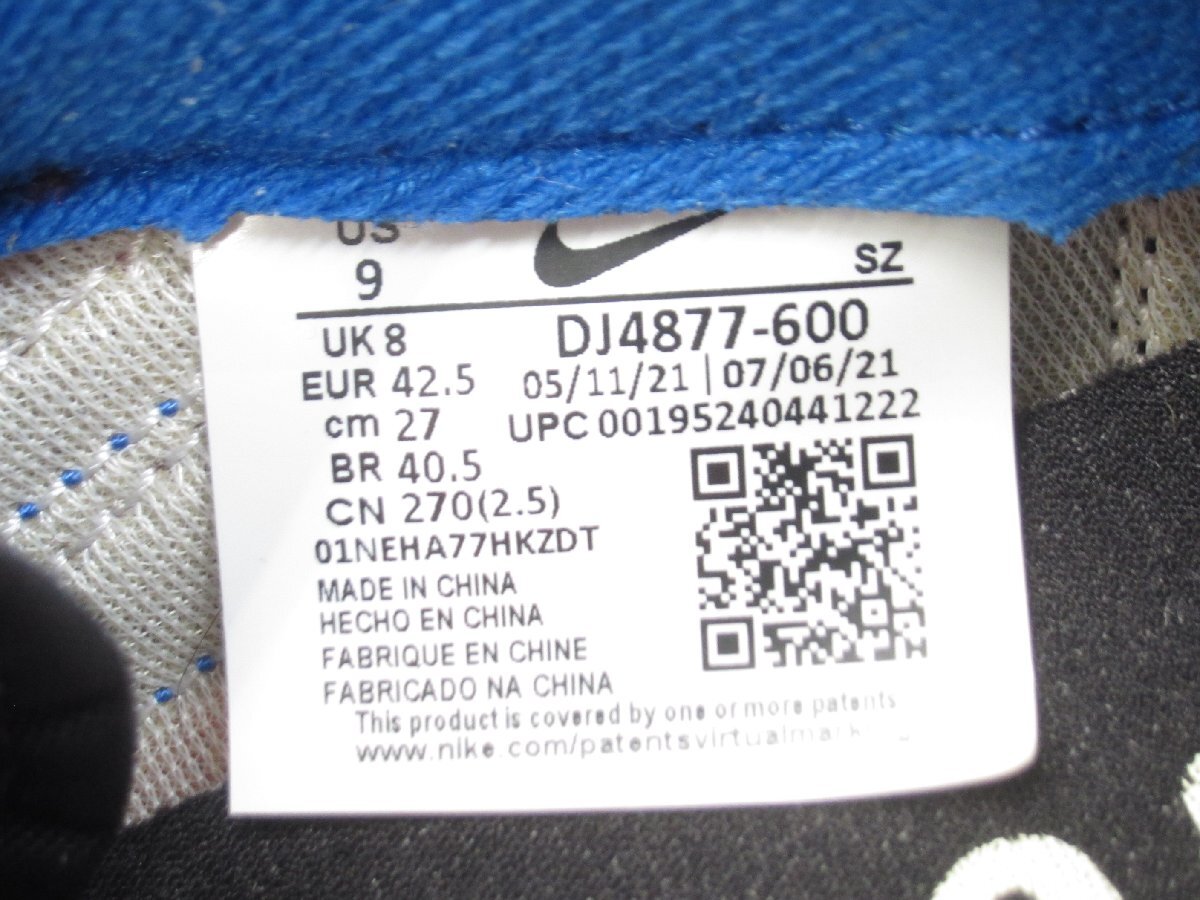 US
9
SZ
UK 8
DJ4877-600
EUR 42.5
05/11/21 | 07/06/21
cm 27
UPC 00195240441222
BR 40.5
CN 270(2.5)
01NEHA77HKZDT
MADE IN CHINA
HECHO EN CHINA
FABRIQUE EN CHINE
FABRICADO NA CHINA
This product is covered by one or more patents